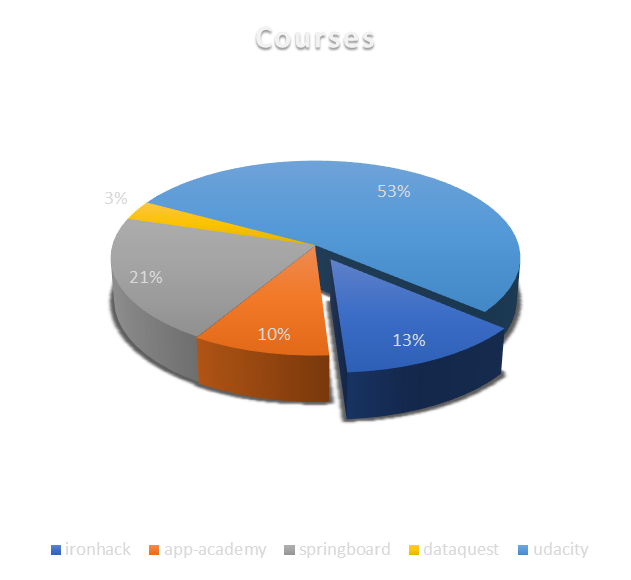 Courses
53%
3%
21%
10%
13%
ironhack app-academy springboard dataquest udacity